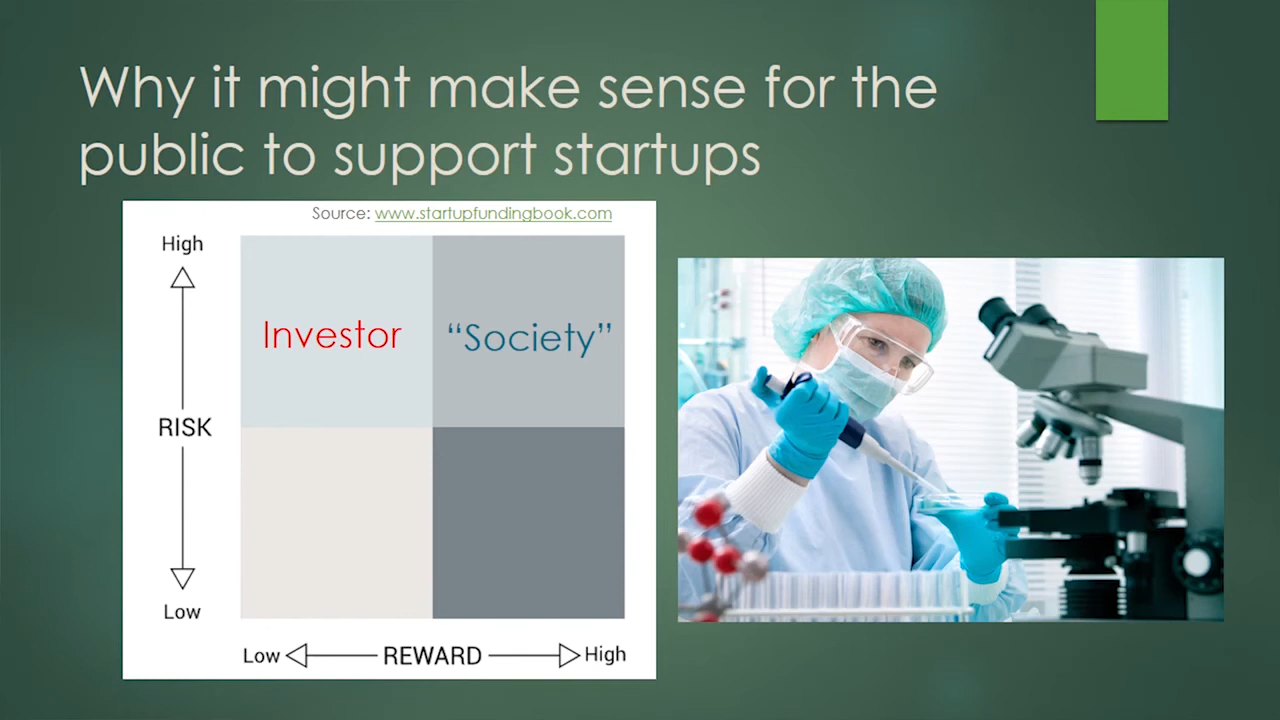 Why it might make sense for the
public to support startups
Source: www.startupfundingbook.com
High
Investor
“Society”
RISK
Low
Low
REWARD
High